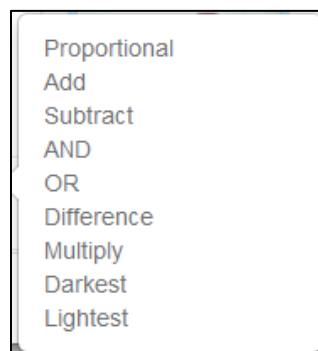 Proportional
Add
Subtract
AND
OR
Difference
Multiply
Darkest
Lightest